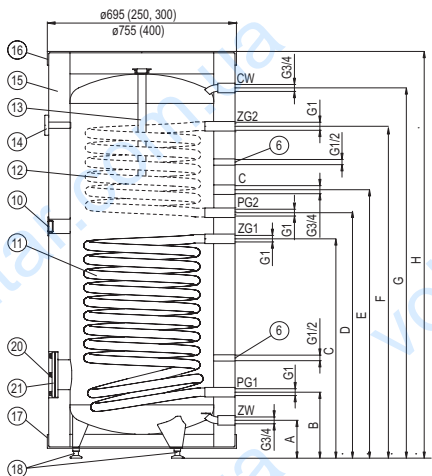 ø695 (250, 300)
ø755 (400)
16
15
13
14
12
10
11
20
21
17
18
CW
G3/4
ZG2
G1
6
G1/2
C
G3/4
PG2
G1
ZG1
G1
6
G1/2
PG1
G1
ZW
G3/4
A
B
C
D
E
F
G
H